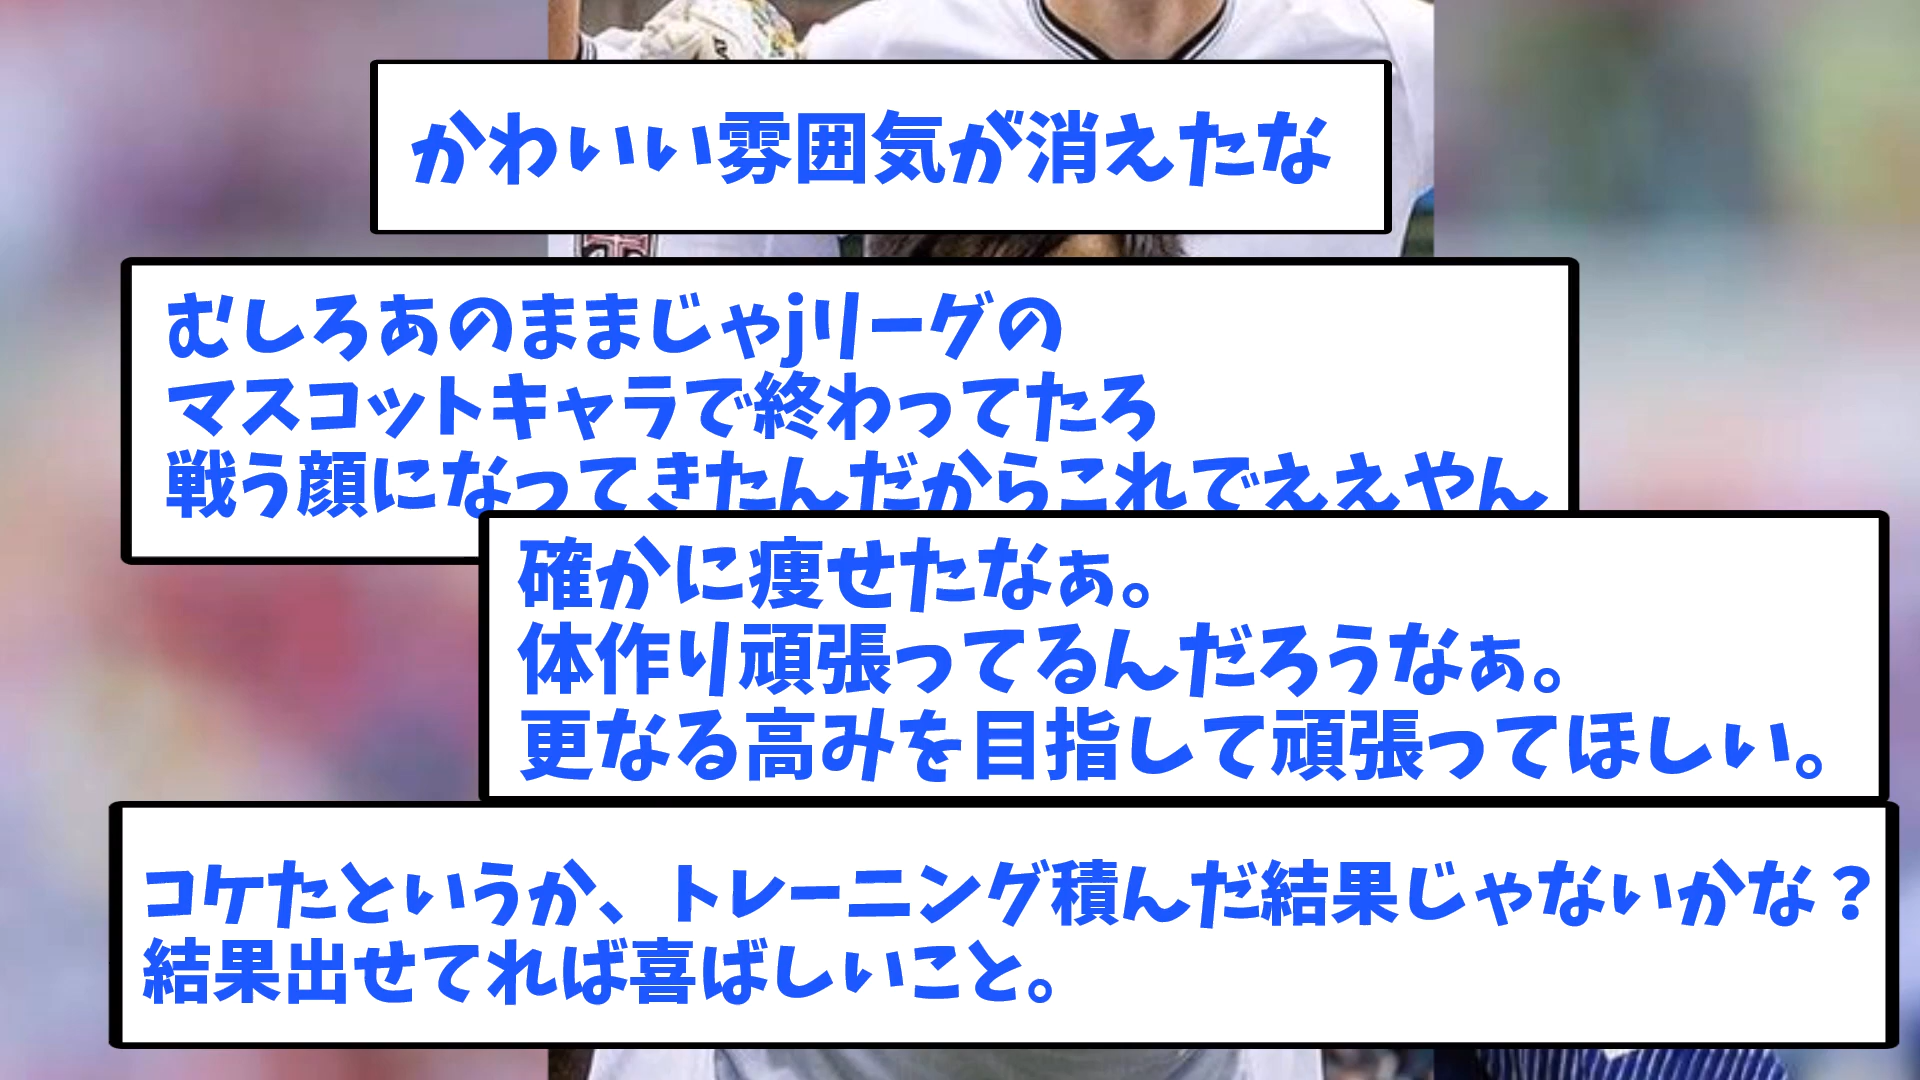 かわいい雰囲気が消えたな
むしろあのままじゃjリーグの
マスコットキャラで終わってたろ
戦う顔になってきたんだからこれでええやん
確かに痩せたなぁ。
体作り頑張ってるんだろうなぁ。
更なる高みを目指して頑張ってほしい。
コケたというか、トレーニング積んだ結果じゃないかな？
結果出せてれば喜ばしいこと。